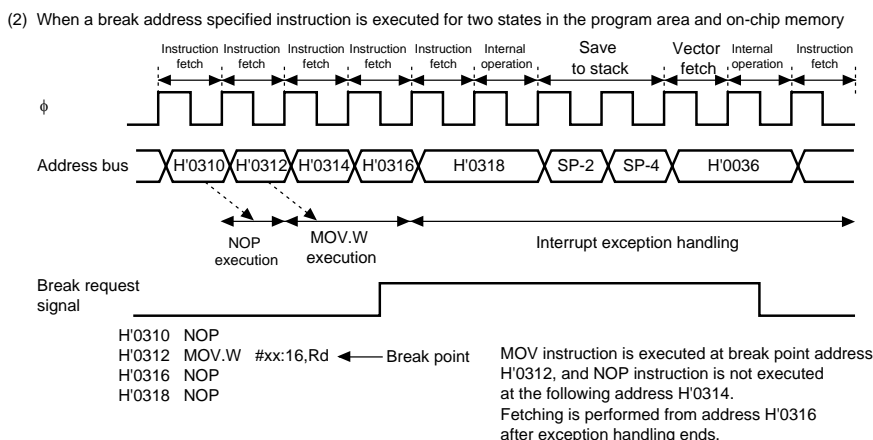 (2) When a break address specified instruction is executed for two states in the program area and on-chip memory
Instruction fetch
Instruction fetch
Instruction fetch
Instruction fetch
Instruction fetch
Internal operation
Save to stack
Vector fetch
Internal operation
Instruction fetch
φ
Address bus
H'0310
H'0312
H'0314
H'0316
H'0318
SP-2
SP-4
H'0036
NOP execution
MOV.W execution
Interrupt exception handling
Break request
signal
H'0310 NOP
H'0312 MOV.W #xx:16,Rd Break point
H'0316 NOP
H'0318 NOP
MOV instruction is executed at break point address
H'0312, and NOP instruction is not executed
at the following address H'0314.
Fetching is performed from address H'0316
after exception handling ends.